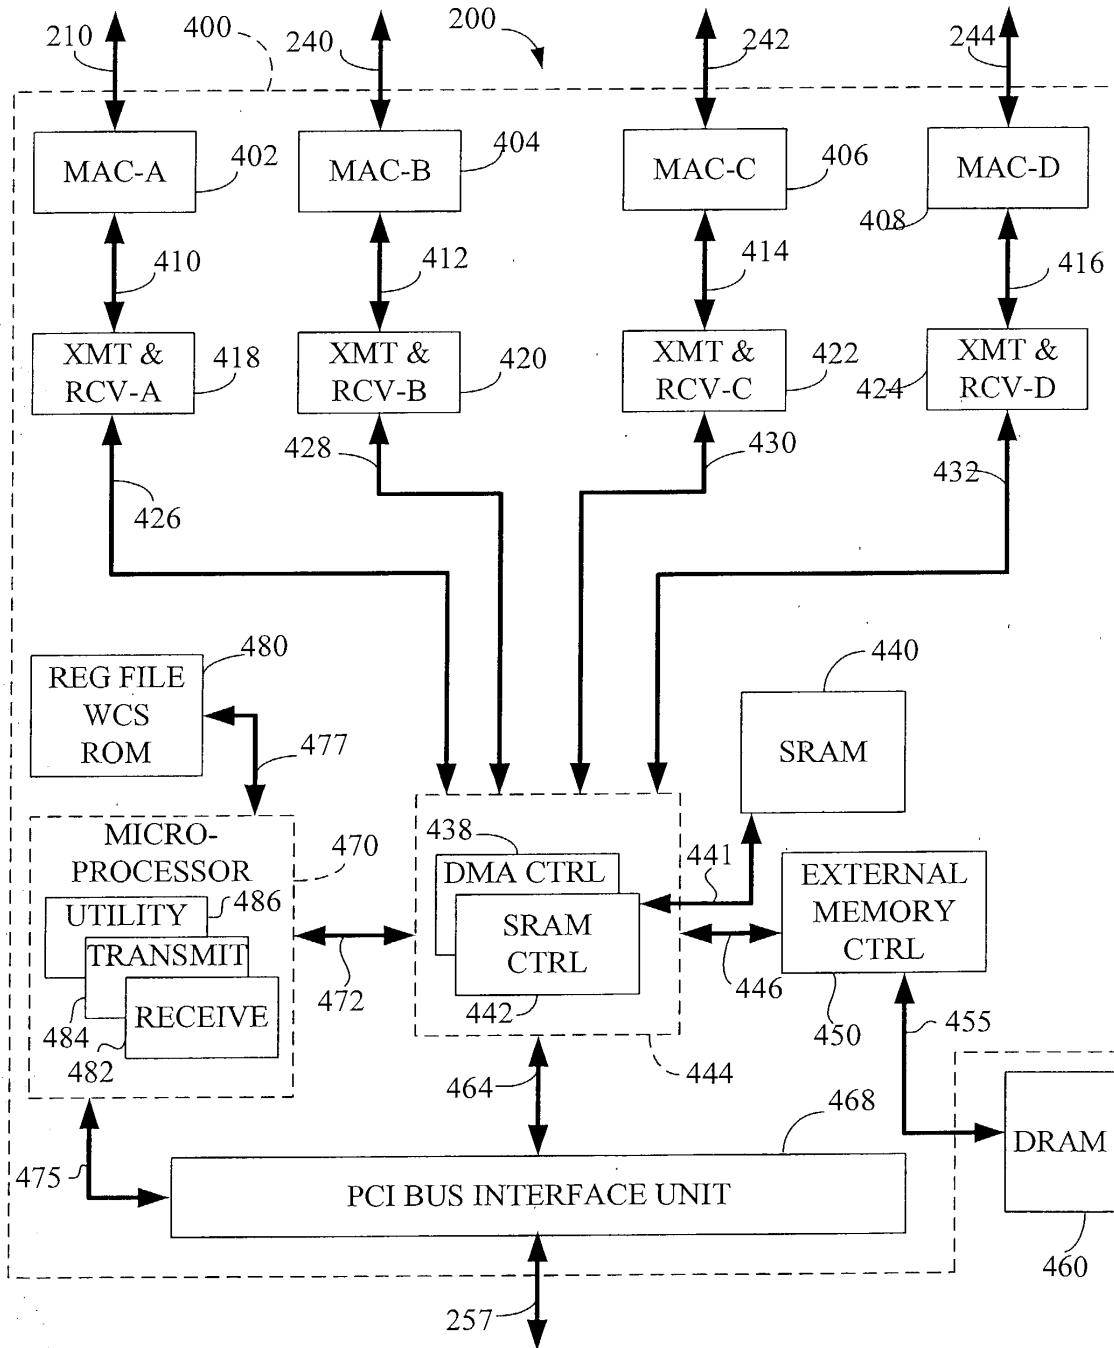 210
400
240
200
242
244
MAC-A
402
MAC-B
404
MAC-C
406
MAC-D
408
410
412
414
416
XMT &
RCV-A
418
XMT &
RCV-B
420
XMT &
RCV-C
422
XMT &
RCV-D
424
426
428
430
432
REG FILE
WCS
ROM
480
477
440
SRAM
MICRO-
PROCESSOR
470
UTILITY
486
TRANSMIT
484
RECEIVE
482
472
438
DMA CTRL
SRAM
CTRL
442
441
446
444
EXTERNAL
MEMORY
CTRL
450
455
464
468
475
PCI BUS INTERFACE UNIT
DRAM
460
257